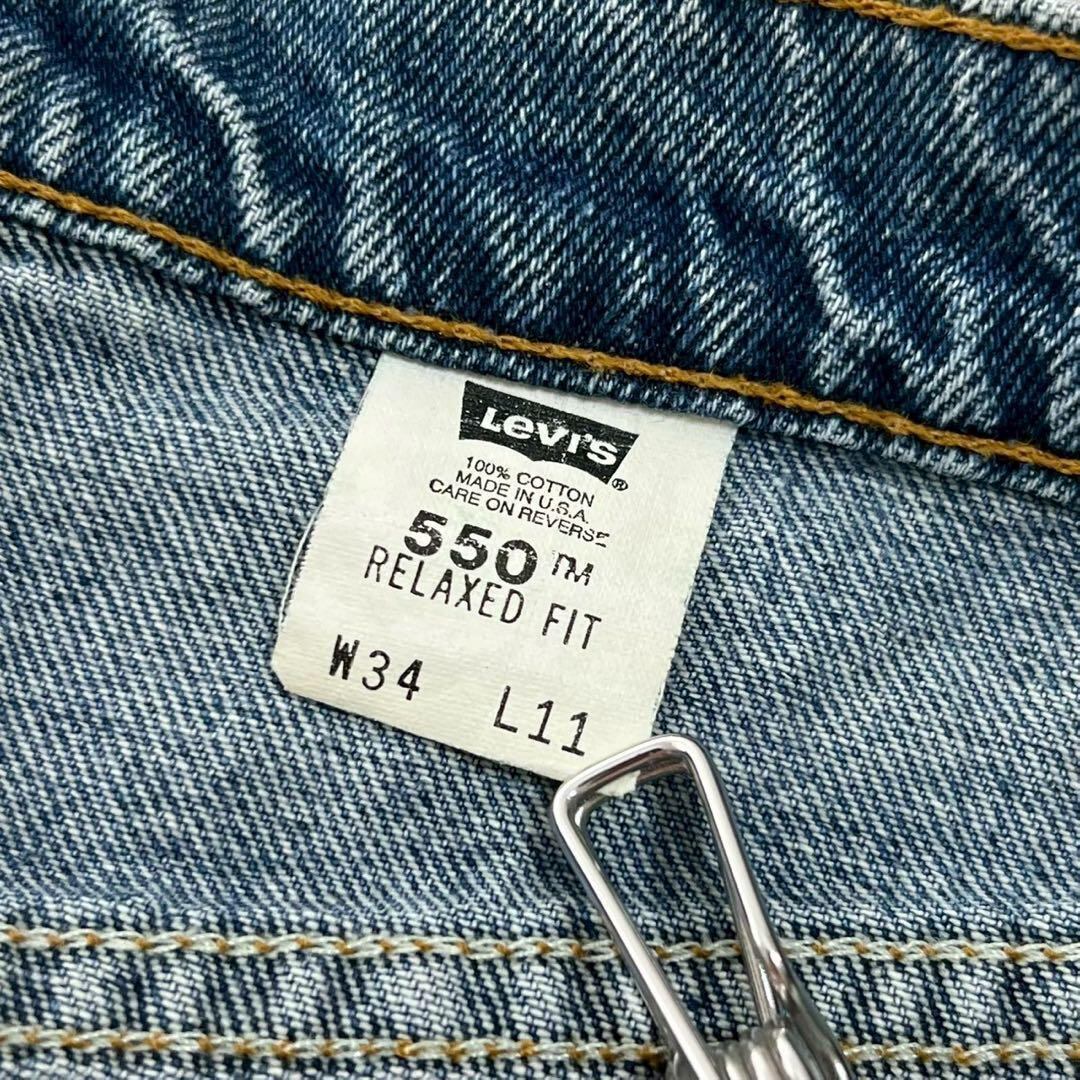 Levi's ®
100% COTTON
MADE IN U.S.A.
CARE ON REVERSE
550 ™
RELAXED FIT
W34 L11